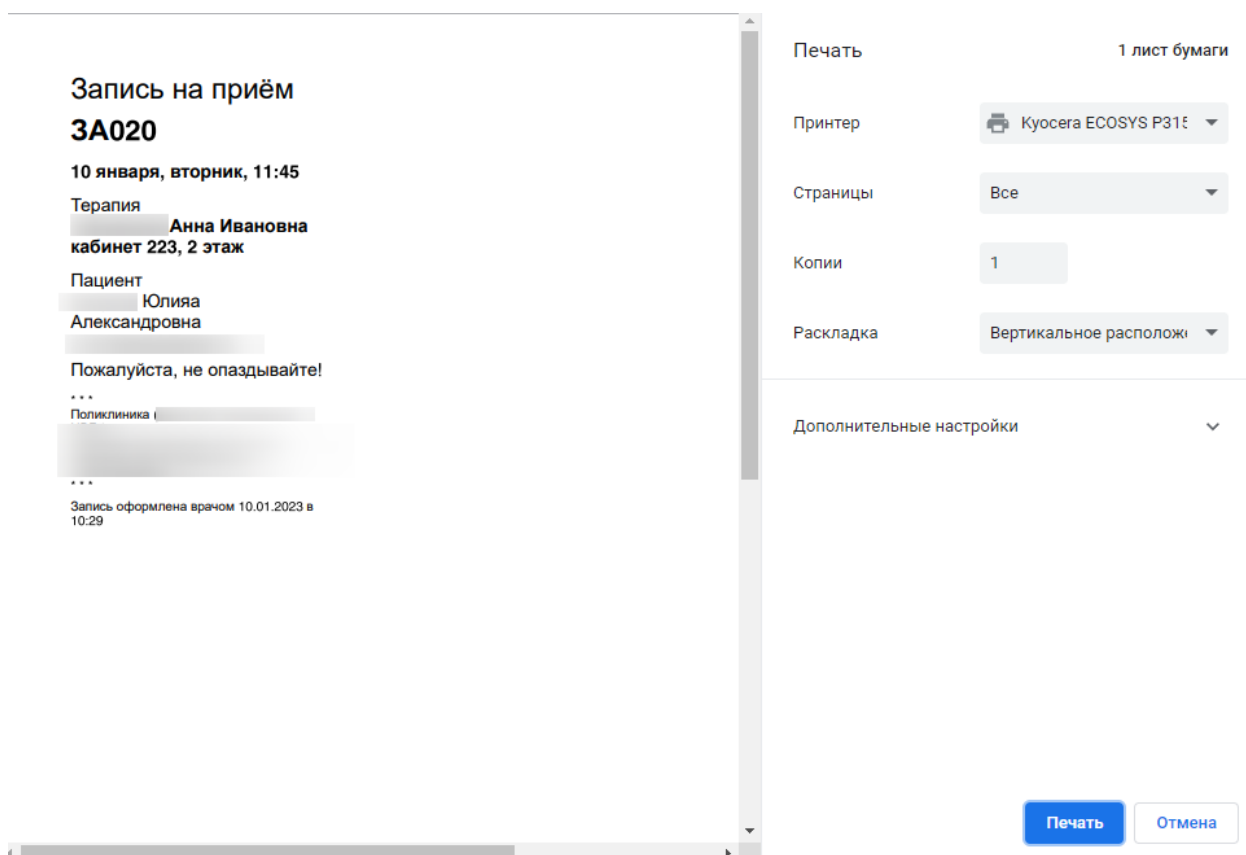 Запись на приём
3А020
10 января, вторник, 11:45
Терапия
Анна Ивановна
кабинет 223, 2 этаж
Пациент
Юлияа
Александровна
Пожалуйста, не опаздывайте!
* * *
Поликлиника
* * *
Запись оформлена врачом 10.01.2023 в
10:29
Печать
1 лист бумаги
Принтер
Kyocera ECOSYS P315
Страницы
Все
Копии
1
Раскладка
Вертикальное располож
Дополнительные настройки
Печать
Отмена